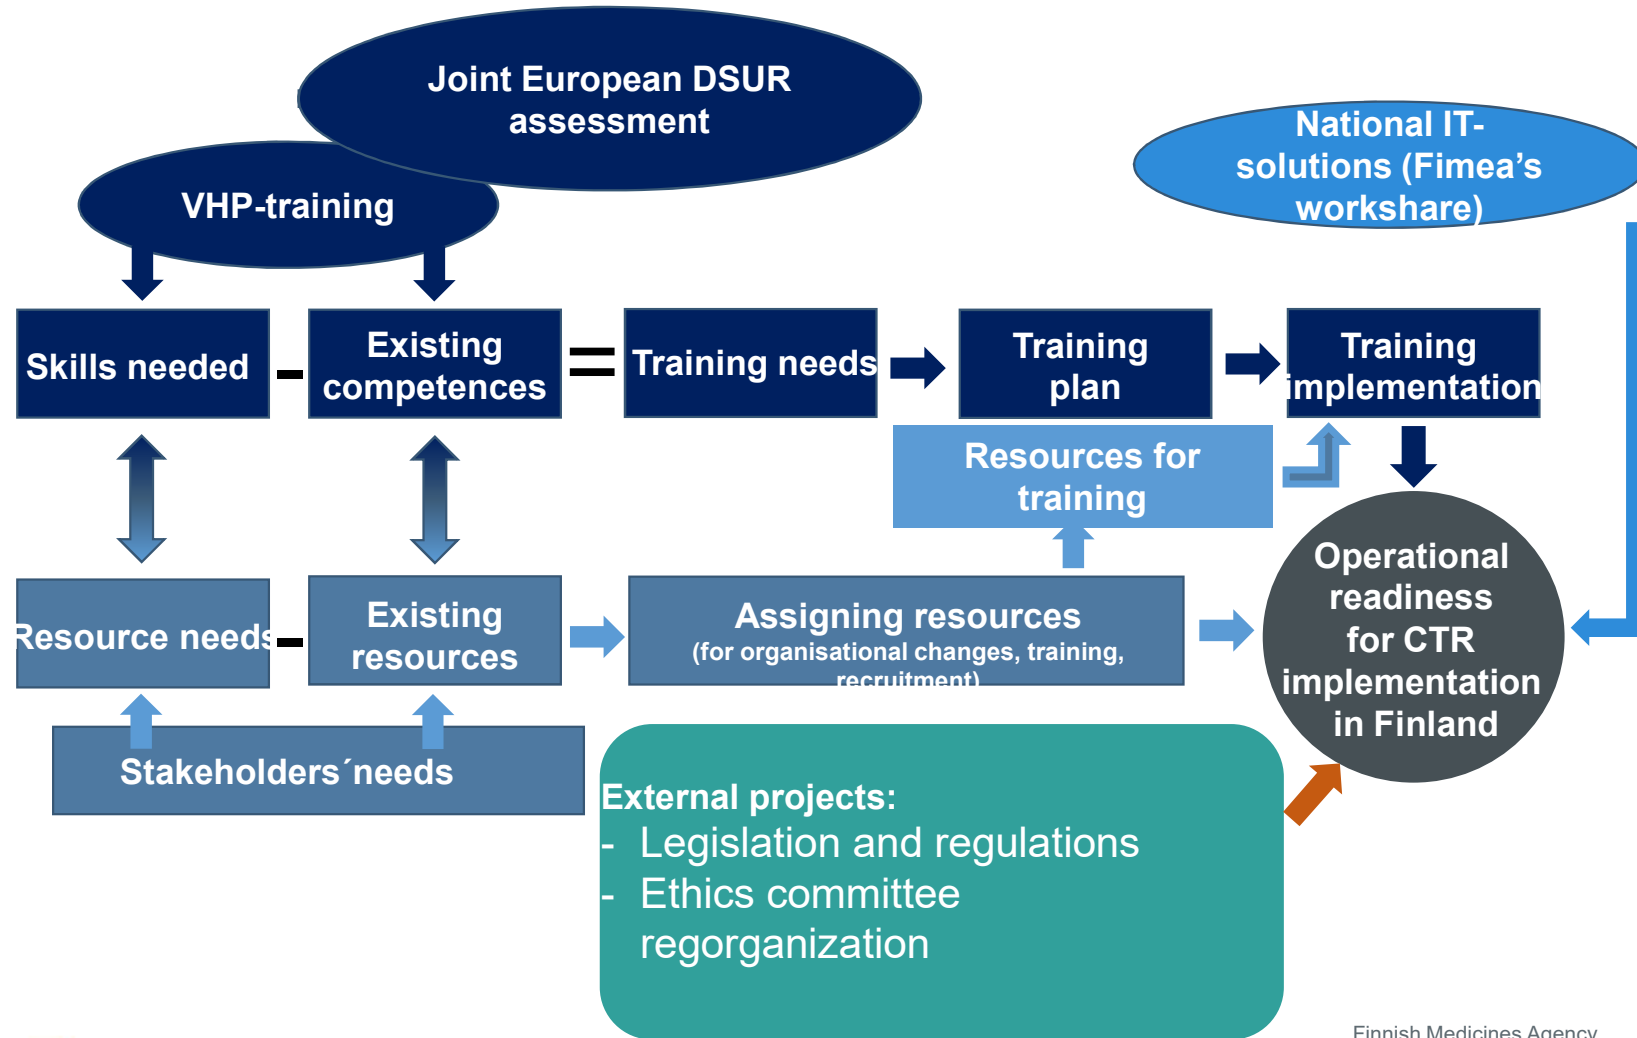 Joint European DSUR
assessment
National IT-
solutions (Fimea's
workshare)
VHP-training
Skills needed
-
Existing
competences
=
Training needs
Training
plan
Training
implementation
Resources for
training
Resource needs
-
Existing
resources
Assigning resources
(for organisational changes, training,
recruitment)
Operational
readiness
for CTR
implementation
in Finland
Stakeholders´needs
External projects:
- Legislation and regulations
- Ethics committee
regorganization
Finnish Medicines Agency